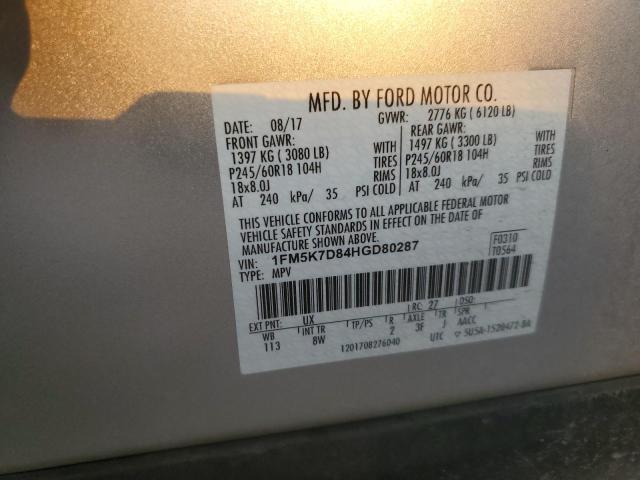 MFD. BY FORD MOTOR CO.
DATE: 08/17 GVWR: 2776 KG ( 6120 LB)
FRONT GAWR: REAR GAWR:
1397 KG ( 3080 LB) WITH 1497 KG ( 3300 LB) WITH
P245/60R18 104H TIRES P245/60R18 104H TIRES
18x8.0J RIMS 18x8.0J RIMS
AT 240 kPa/ 35 PSI COLD AT 240 kPa/ 35 PSI COLD
THIS VEHICLE CONFORMS TO ALL APPLICABLE FEDERAL MOTOR
VEHICLE SAFETY STANDARDS IN EFFECT ON THE DATE OF
MANUFACTURE SHOWN ABOVE.
VIN: 1FM5K7D84HGD80287
TYPE: MPV
F0310
T0564
EXT PNT: UX RC: 27 DSO:
WB INT TR TP/PS R AXLE TR SPR
113 8W 2 3F J AACC
1201708276040 UTC 5U5A-1520472-BA